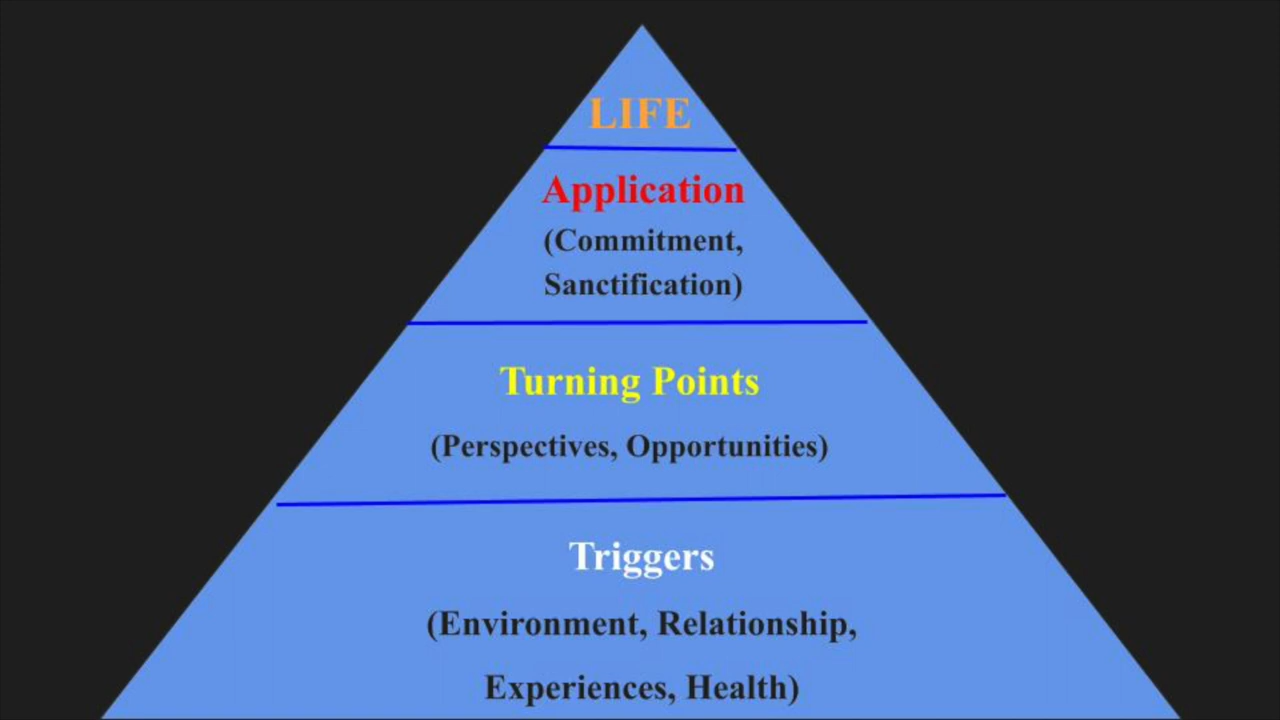 LIFE
Application
(Commitment,
Sanctification)
Turning Points
(Perspectives, Opportunities)
Triggers
(Environment, Relationship,
Experiences, Health)